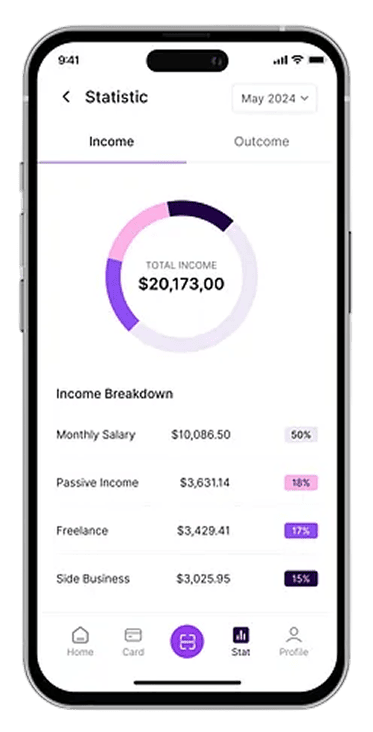 9:41
Statistic
May 2024
Income Outcome
TOTAL INCOME
$20,173,00
Income Breakdown
Monthly Salary $10,086.50 50%
Passive Income $3,631.14 18%
Freelance $3,429.41 17%
Side Business $3,025.95 15%
Home Card Stat Profile